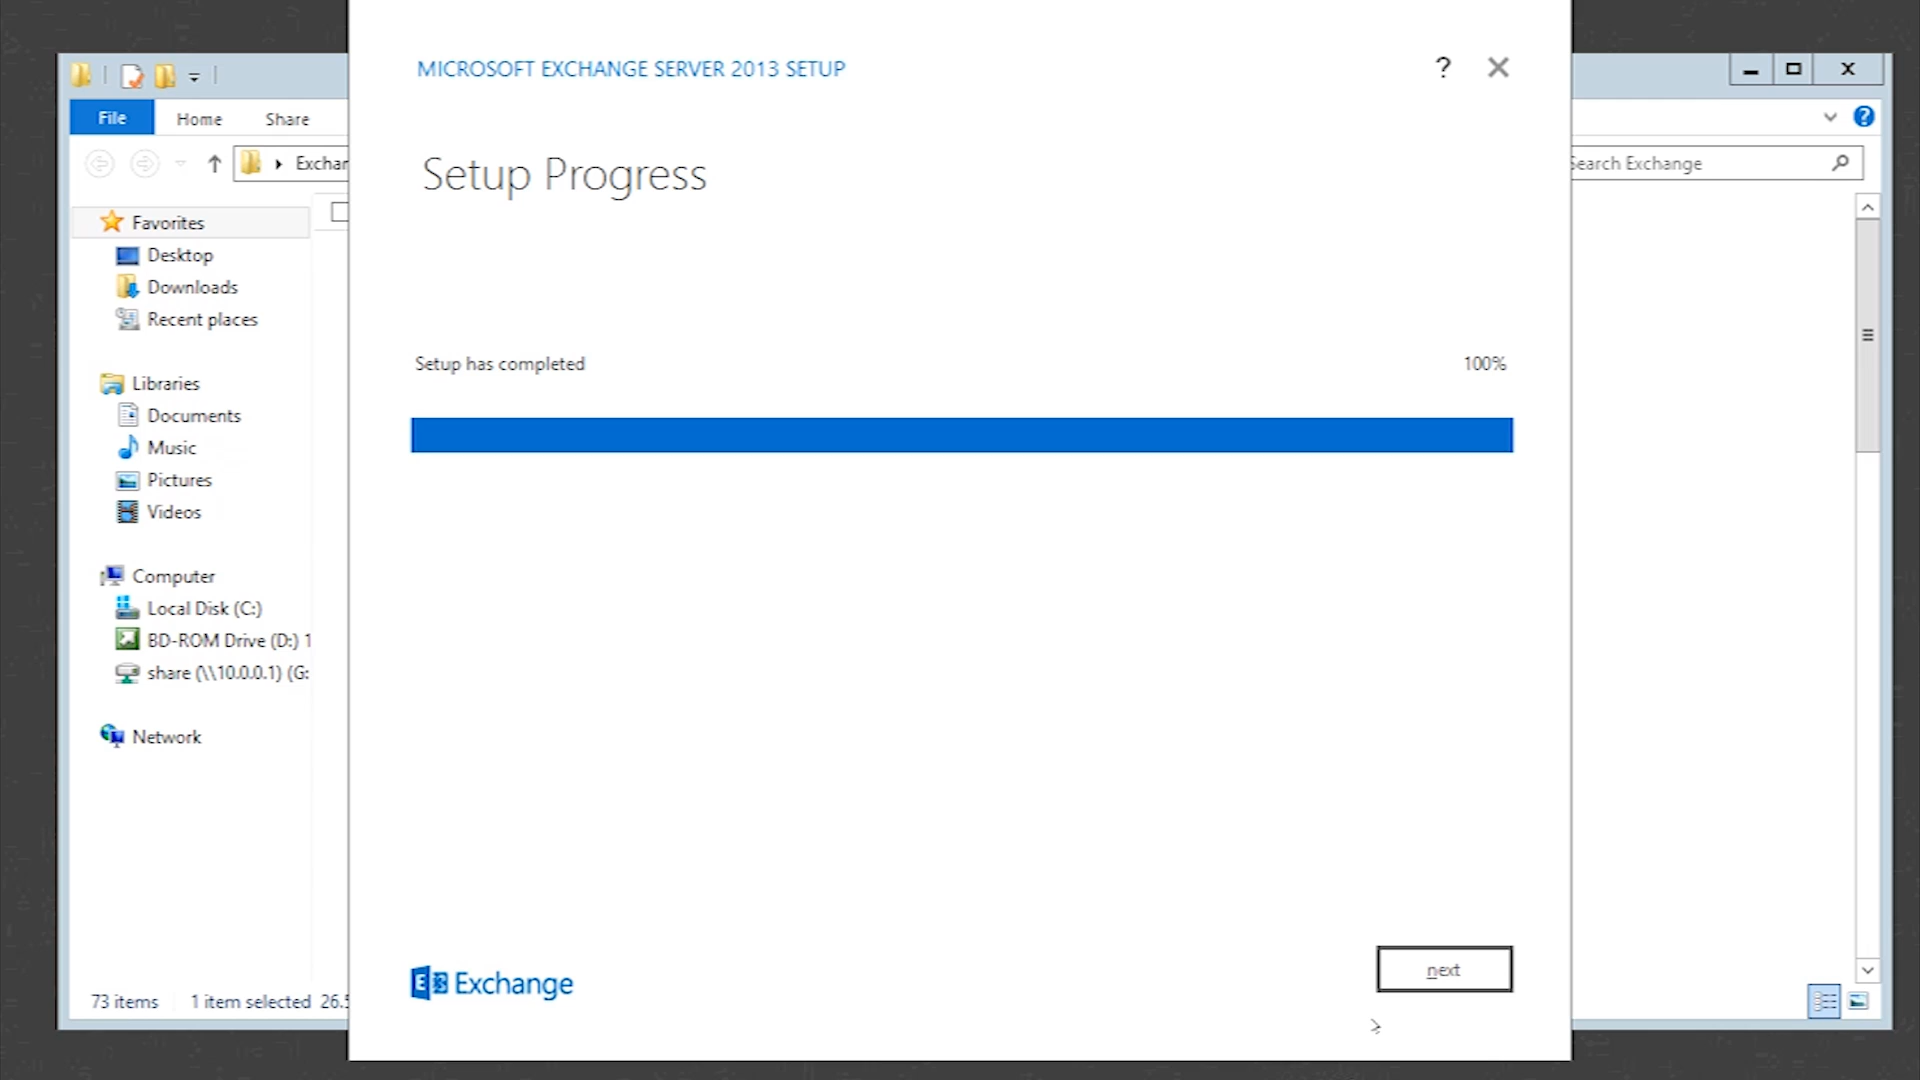 MICROSOFT EXCHANGE SERVER 2013 SETUP
?
File
Home
Share
Search Exchange
Setup Progress
Favorites
Desktop
Downloads
Recent places
Setup has completed
100%
Libraries
Documents
Music
Pictures
Videos
Computer
Local Disk (C:)
BD-ROM Drive (D:) 1
share (\\10.0.0.1) (G:
Network
Exchange
next
73 items
1 item selected